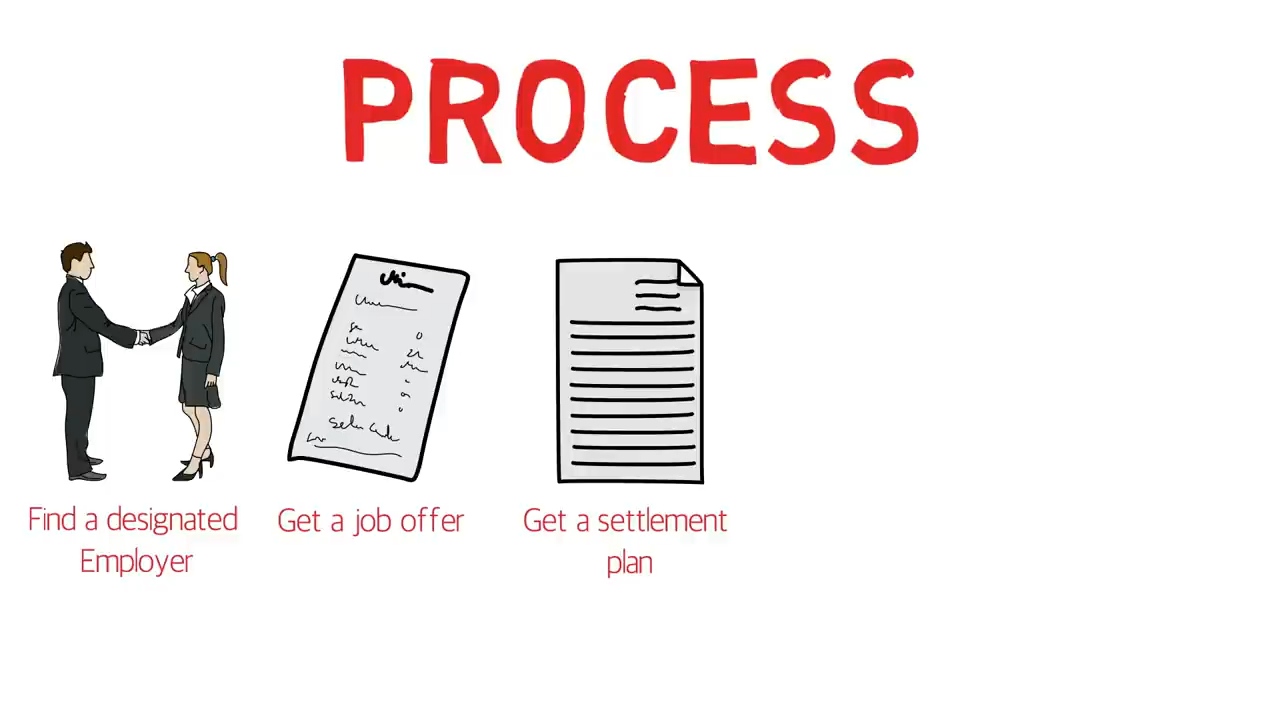 PROCESS
Find a designated
Employer
Get a job offer
Get a settlement
plan